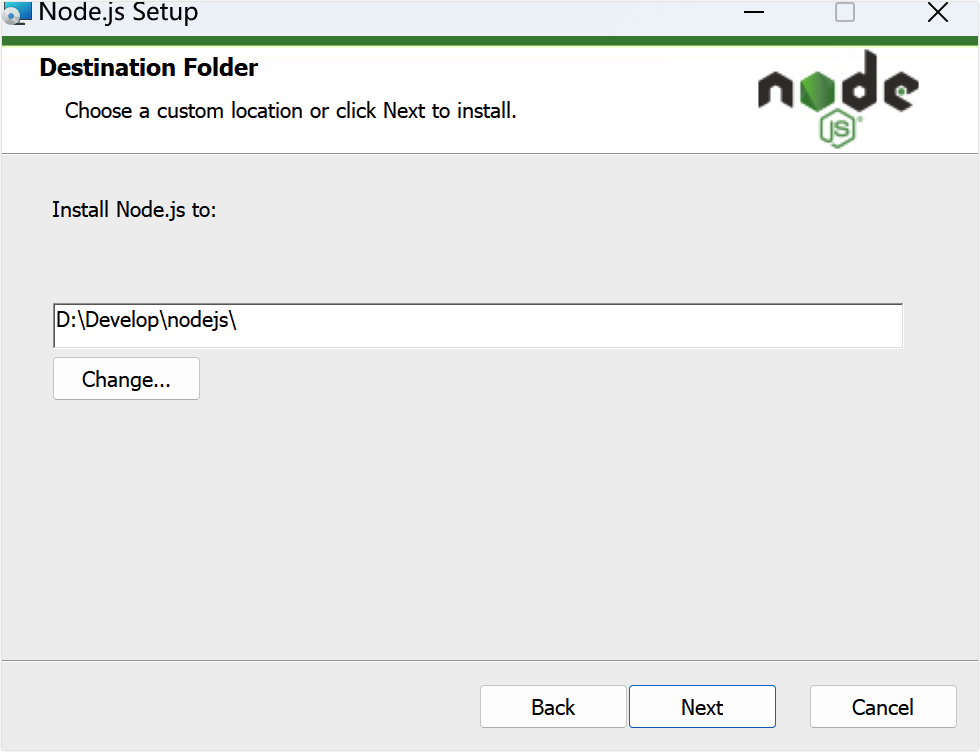 Node.js Setup
Destination Folder
Choose a custom location or click Next to install.
node
JS®
Install Node.js to:
D:\Develop\nodejs\
Change...
Back Next Cancel